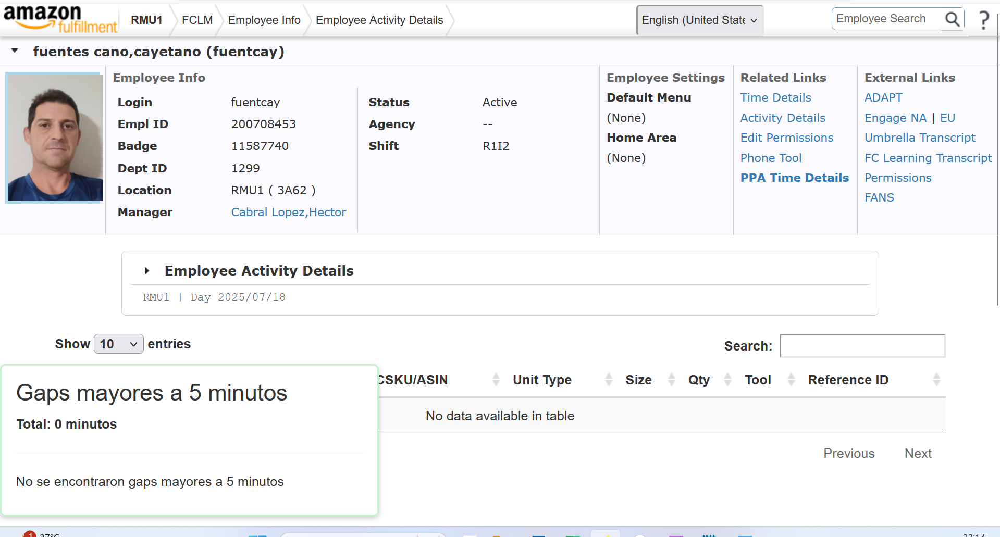 amazon fulfillment
RMU1 FCLM Employee Info Employee Activity Details English (United State Employee Search ?
fuentes cano,cayetano (fuentcay)
Employee Info
Login fuentcay
Empl ID 200708453
Badge 11587740
Dept ID 1299
Location RMU1 ( 3A62 )
Manager Cabral Lopez,Hector
Status Active
Agency --
Shift R1I2
Employee Settings
Default Menu
(None)
Home Area
(None)
Related Links
Time Details
Activity Details
Edit Permissions
Phone Tool
PPA Time Details
External Links
ADAPT
Engage NA | EU
Umbrella Transcript
FC Learning Transcript
Permissions
FANS
Employee Activity Details
RMU1 | Day 2025/07/18
Show 10 entries
Search:
CSKU/ASIN Unit Type Size Qty Tool Reference ID
No data available in table
Previous Next
Gaps mayores a 5 minutos
Total: 0 minutos
No se encontraron gaps mayores a 5 minutos
1